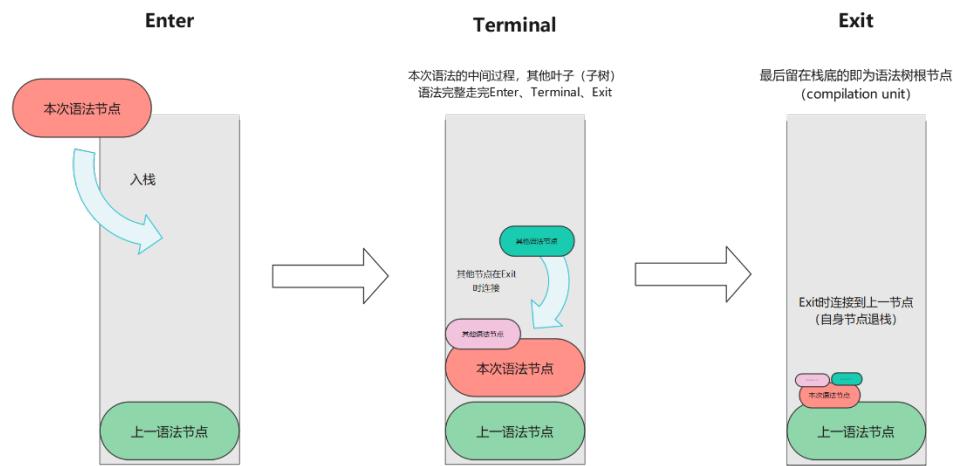 Enter
本次语法节点
入栈
上一语法节点
Terminal
本次语法的中间过程，其他叶子（子树）
语法完整走完Enter、Terminal、Exit
其他语法节点
其他节点在Exit
时连接
其他语法节点
本次语法节点
上一语法节点
Exit
最后留在栈底的即为语法树根节点
（compilation unit）
Exit时连接到上一节点
（自身节点退栈）
本次语法节点
上一语法节点